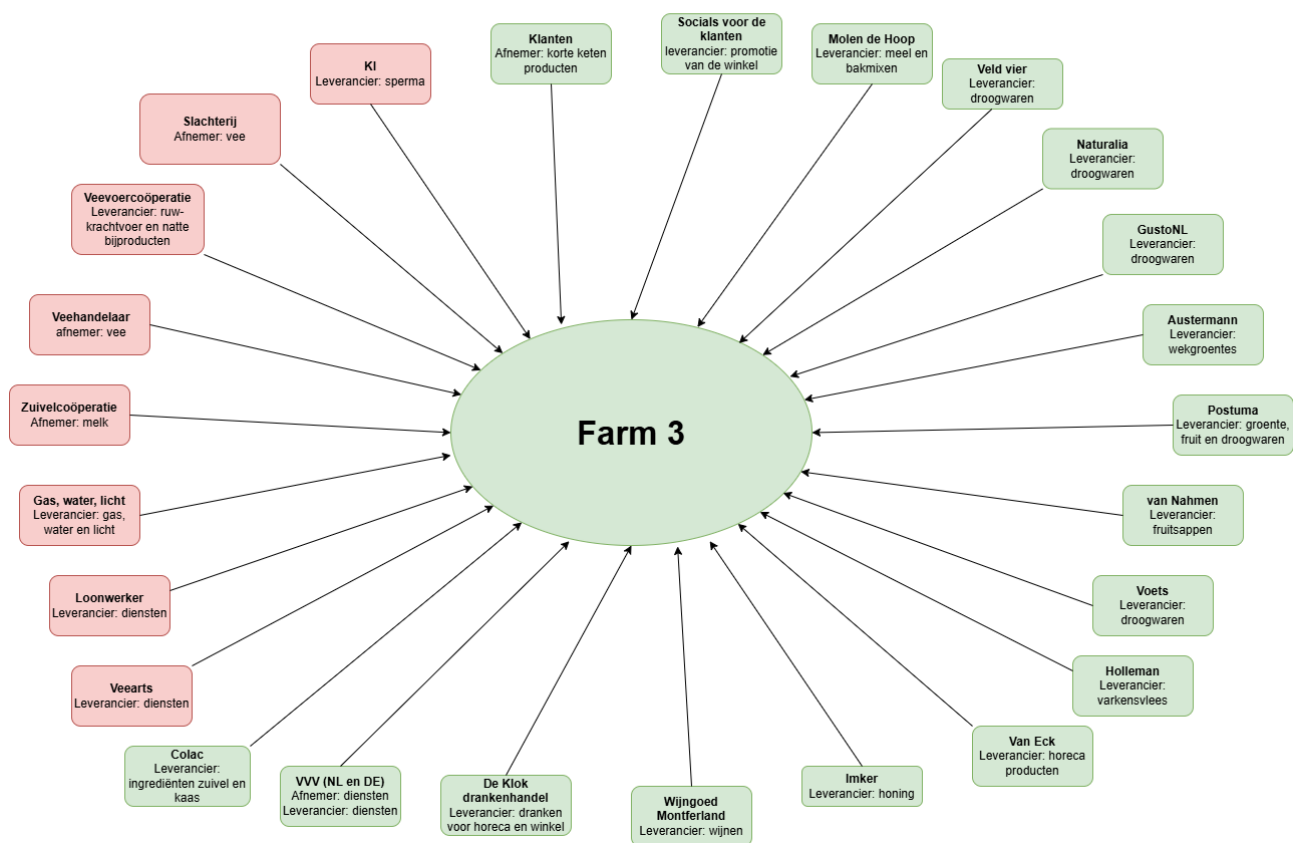 Socials voor de
klanten
leverancier: promotie
van de winkel
Klanten
Afnemer: korte keten
producten
Molen de Hoop
Leverancier: meel en
bakmixen
KI
Leverancier: sperma
Veld vier
Leverancier:
droogwaren
Slachterij
Afnemer: vee
Naturalia
Leverancier:
droogwaren
Veevoercoöperatie
Leverancier: ruw-
krachtvoer en natte
bijproducten
GustoNL
Leverancier:
droogwaren
Veehandelaar
afnemer: vee
Austermann
Leverancier:
wekgroentes
Zuivelcoöperatie
Afnemer: melk
Farm 3
Postuma
Leverancier: groente,
fruit en droogwaren
Gas, water, licht
Leverancier: gas,
water en licht
van Nahmen
Leverancier:
fruitsappen
Loonwerker
Leverancier: diensten
Voets
Leverancier:
droogwaren
Veearts
Leverancier: diensten
Holleman
Leverancier:
varkensvlees
Colac
Leverancier:
ingrediënten zuivel en
kaas
VVV (NL en DE)
Afnemer: diensten
Leverancier: diensten
De Klok
drankenhandel
Leverancier: dranken
voor horeca en winkel
Wijngoed
Montferland
Leverancier: wijnen
Imker
Leverancier: honing
Van Eck
Leverancier: horeca
producten